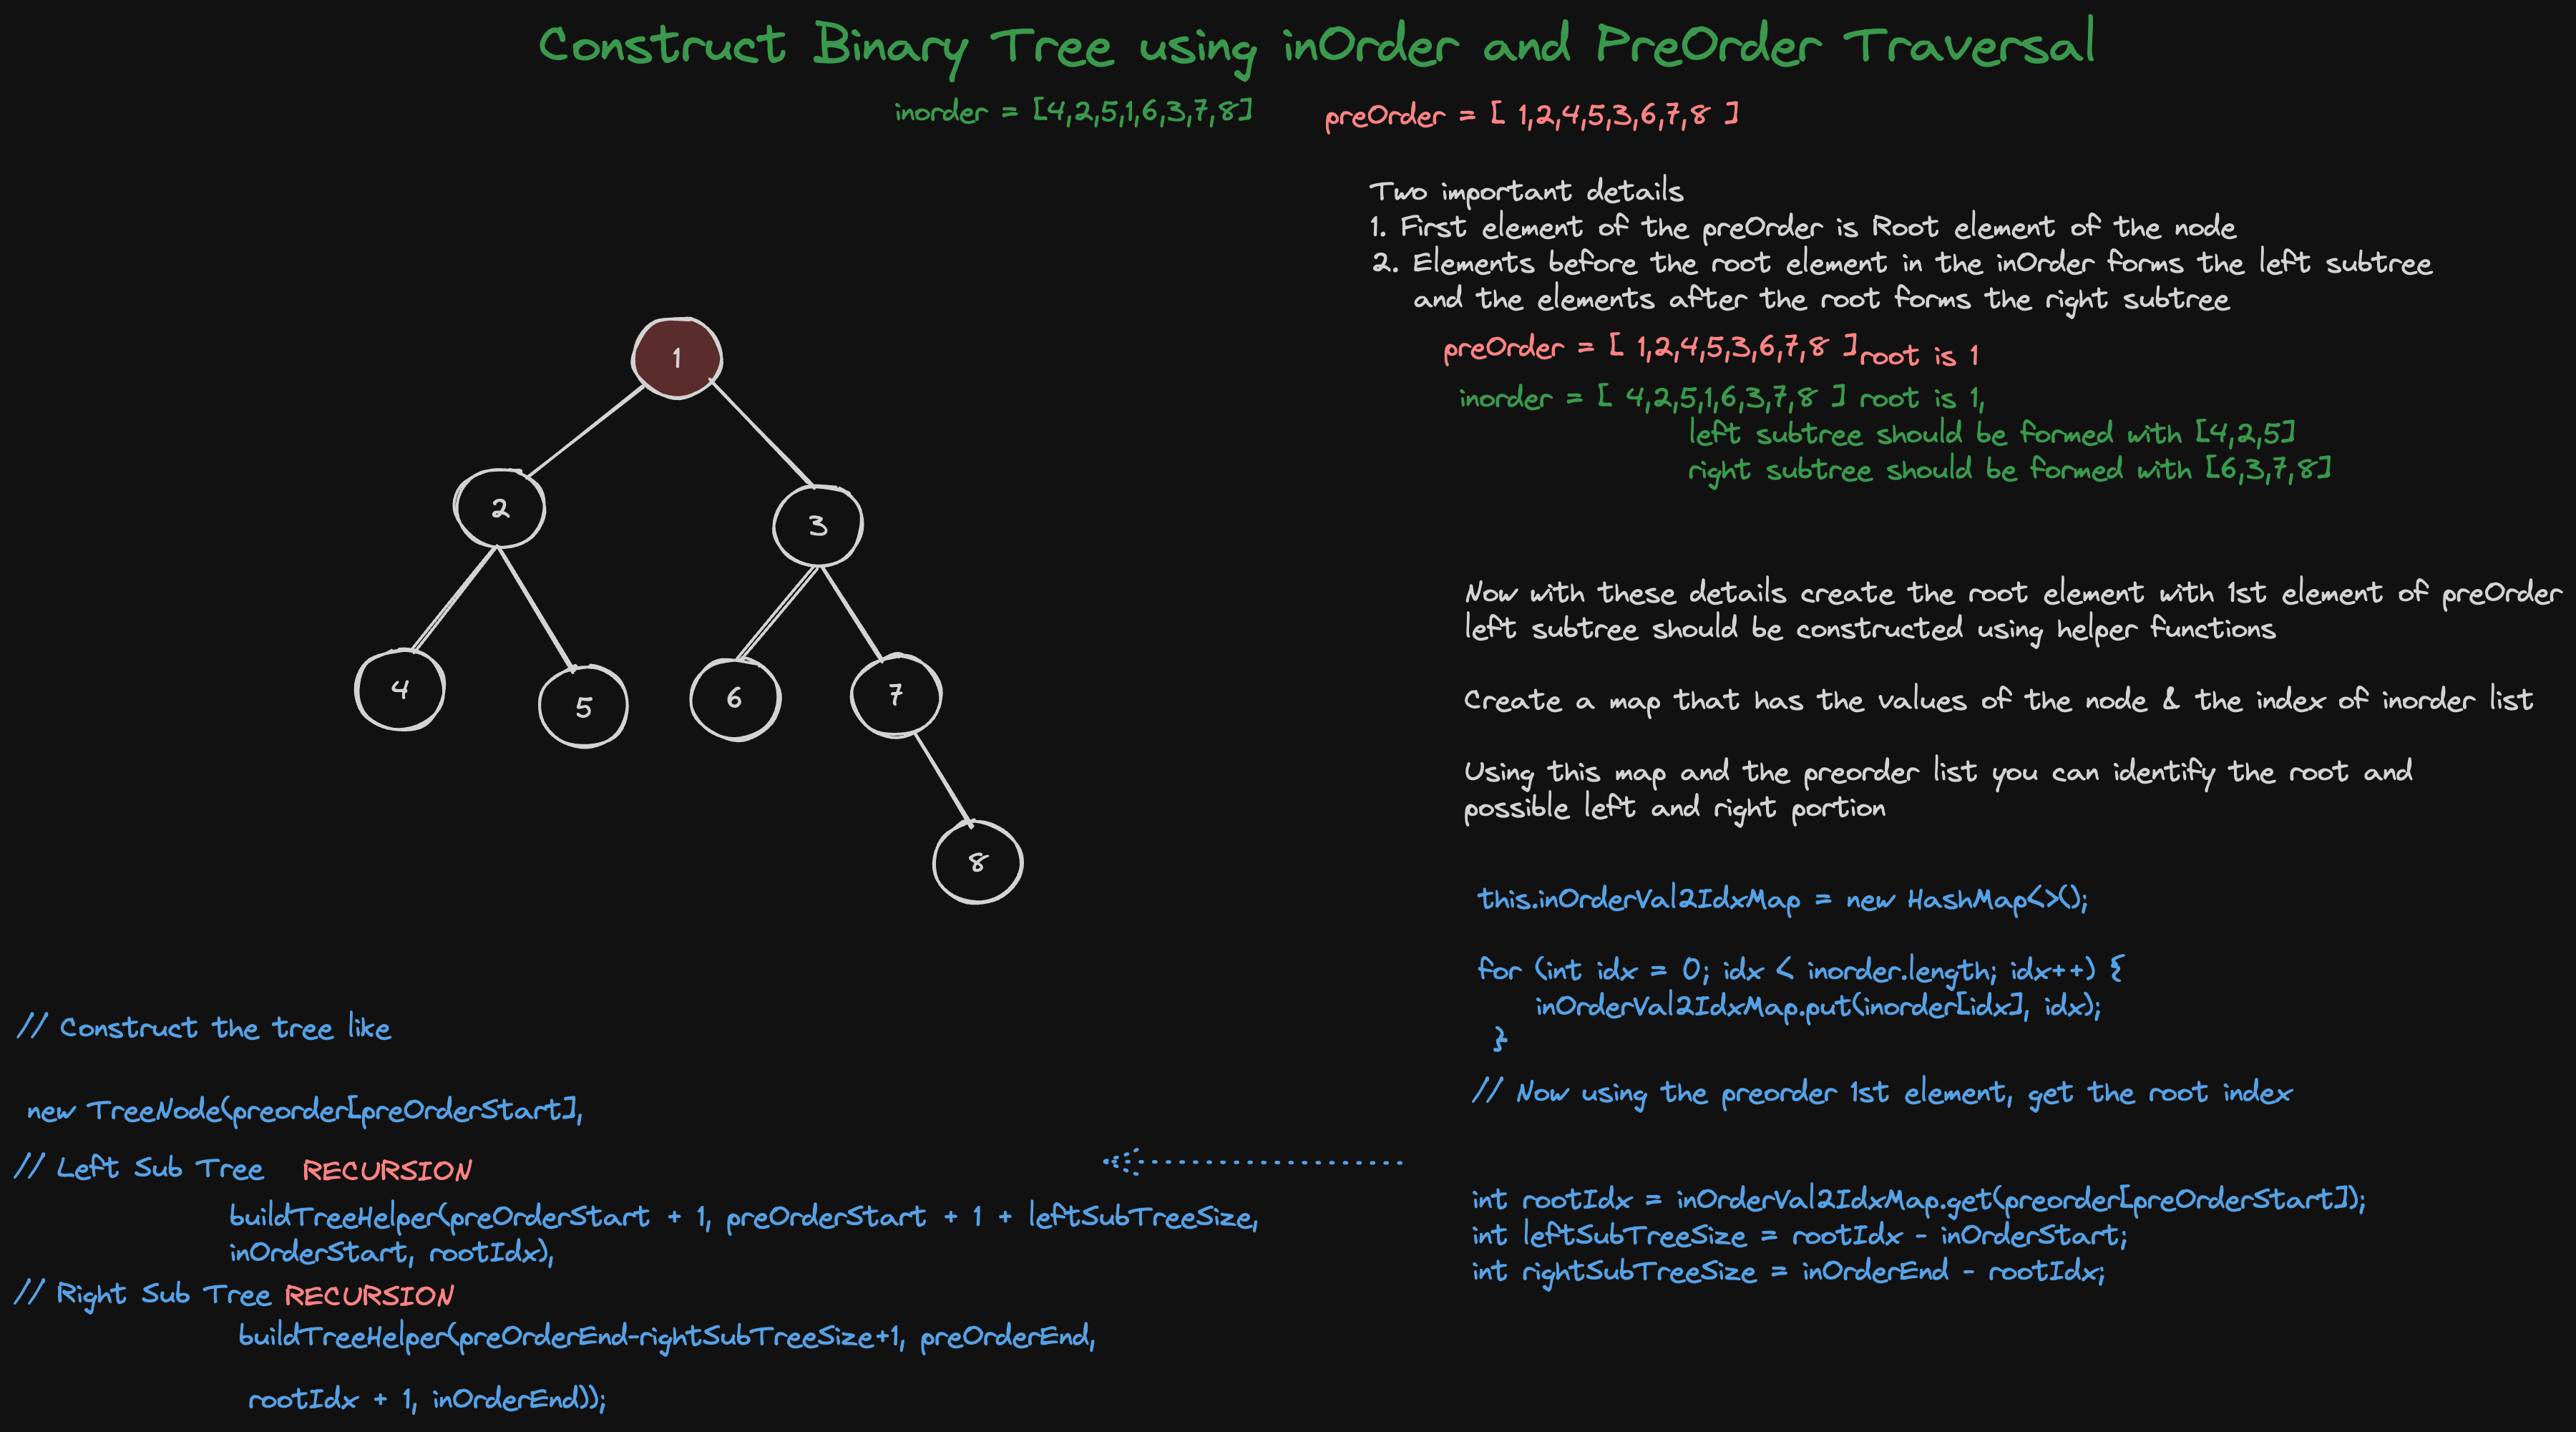 Construct Binary Tree using inOrder and PreOrder Traversal
inorder = [4,2,5,1,6,3,7,8]
preOrder = [ 1,2,4,5,3,6,7,8 ]
Two important details
1. First element of the preOrder is Root element of the node
2. Elements before the root element in the inOrder forms the left subtree
and the elements after the root forms the right subtree
preOrder = [ 1,2,4,5,3,6,7,8 ] root is 1
inorder = [ 4,2,5,1,6,3,7,8 ] root is 1,
left subtree should be formed with [4,2,5]
right subtree should be formed with [6,3,7,8]
1
2
3
4
5
6
7
8
Now with these details create the root element with 1st element of preOrder
left subtree should be constructed using helper functions
Create a map that has the values of the node & the index of inorder list
Using this map and the preorder list you can identify the root and
possible left and right portion
this.inOrderVal2IdxMap = new HashMap<>();
for (int idx = 0; idx < inorder.length; idx++) {
inOrderVal2IdxMap.put(inorder[idx], idx);
}
// Now using the preorder 1st element, get the root index
int rootIdx = inOrderVal2IdxMap.get(preorder[preOrderStart]);
int leftSubTreeSize = rootIdx - inOrderStart;
int rightSubTreeSize = inOrderEnd - rootIdx;
// Construct the tree like
new TreeNode(preorder[preOrderStart],
// Left Sub Tree RECURSION
buildTreeHelper(preOrderStart + 1, preOrderStart + 1 + leftSubTreeSize,
inOrderStart, rootIdx),
// Right Sub Tree RECURSION
buildTreeHelper(preOrderEnd-rightSubTreeSize+1, preOrderEnd,
rootIdx + 1, inOrderEnd));